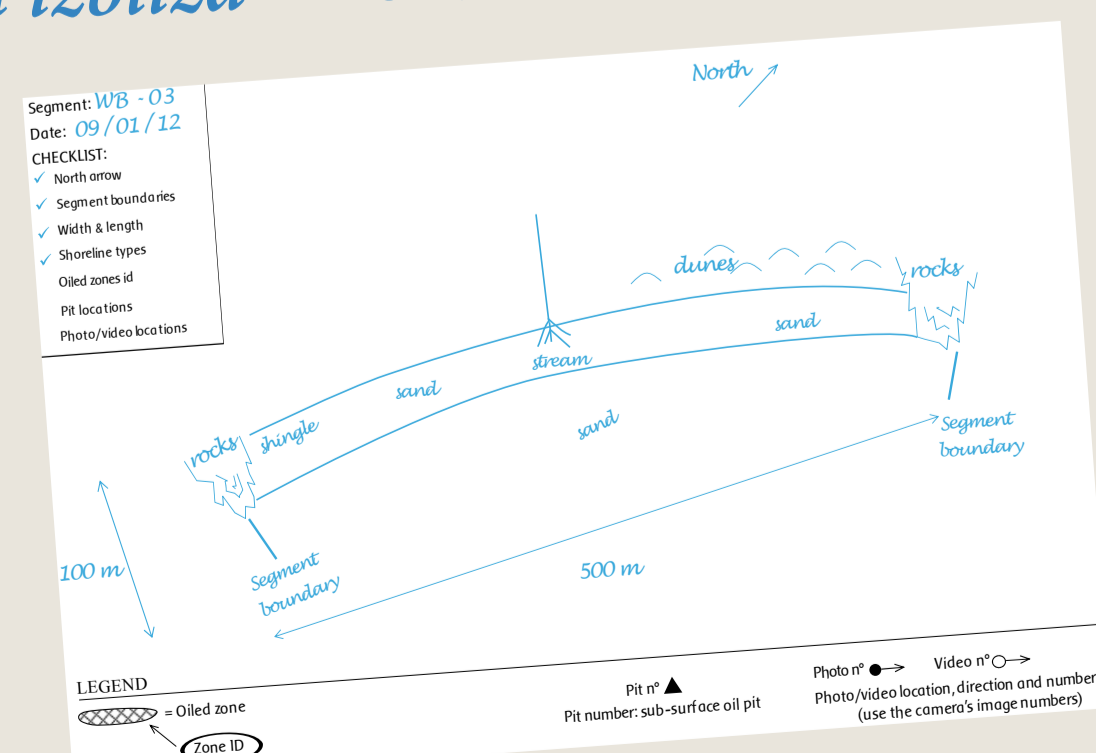 Segment: WB - 03
Date: 09/01/12
CHECKLIST:
✓ North arrow
✓ Segment boundaries
✓ Width & length
✓ Shoreline types
Oiled zones id
Pit locations
Photo/video locations
North
dunes
rocks
sand
stream
sand
sand
rocks
shingle
Segment
boundary
100 m
Segment
boundary
500 m
LEGEND
= Oiled zone
Zone ID
Pit n°
Pit number: sub-surface oil pit
Photo n°
Video n°
Photo/video location, direction and number
(use the camera's image numbers)